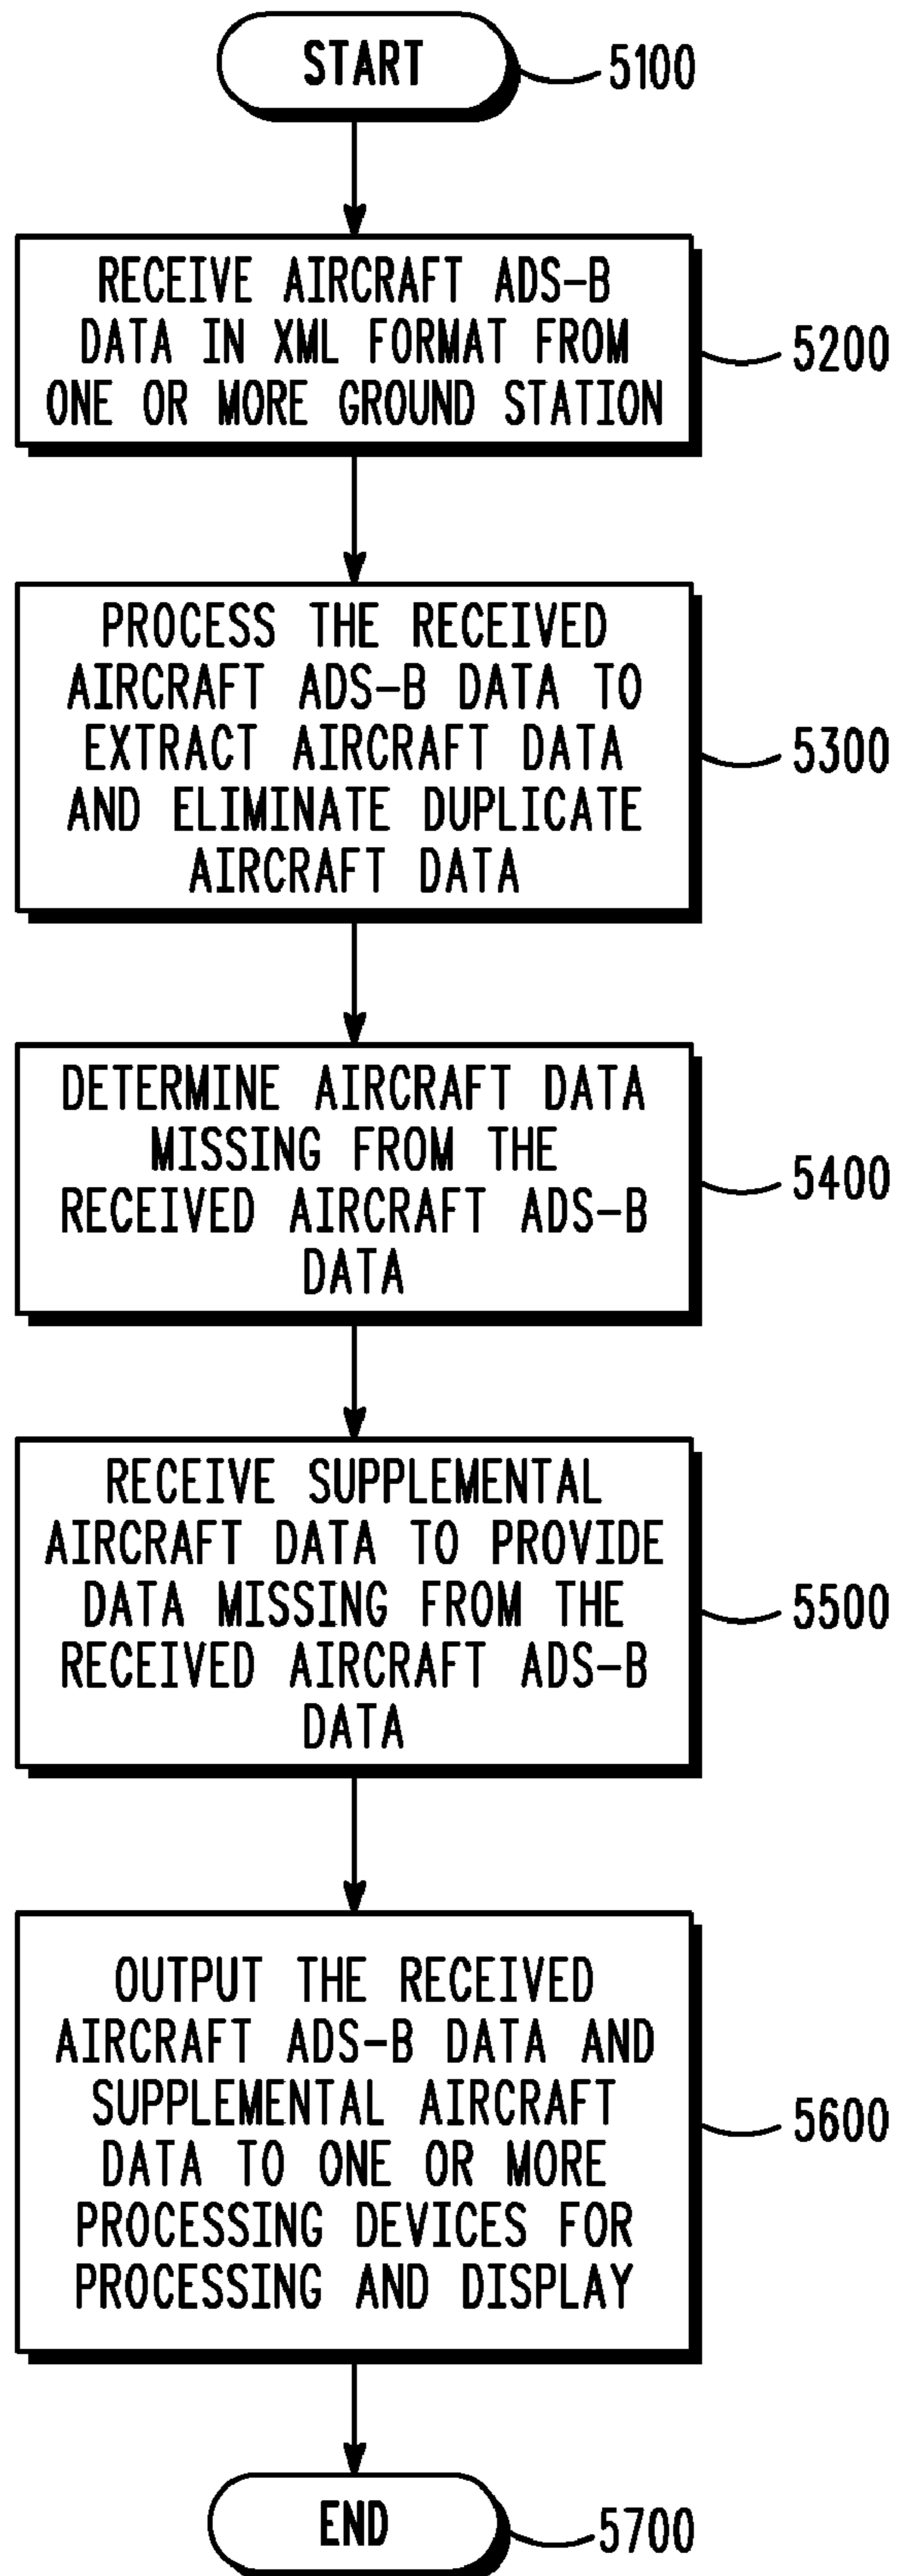 START
5100
RECEIVE AIRCRAFT ADS-B
DATA IN XML FORMAT FROM
ONE OR MORE GROUND STATION
5200
PROCESS THE RECEIVED
AIRCRAFT ADS-B DATA TO
EXTRACT AIRCRAFT DATA
AND ELIMINATE DUPLICATE
AIRCRAFT DATA
5300
DETERMINE AIRCRAFT DATA
MISSING FROM THE
RECEIVED AIRCRAFT ADS-B
DATA
5400
RECEIVE SUPPLEMENTAL
AIRCRAFT DATA TO PROVIDE
DATA MISSING FROM THE
RECEIVED AIRCRAFT ADS-B
DATA
5500
OUTPUT THE RECEIVED
AIRCRAFT ADS-B DATA AND
SUPPLEMENTAL AIRCRAFT
DATA TO ONE OR MORE
PROCESSING DEVICES FOR
PROCESSING AND DISPLAY
5600
END
5700